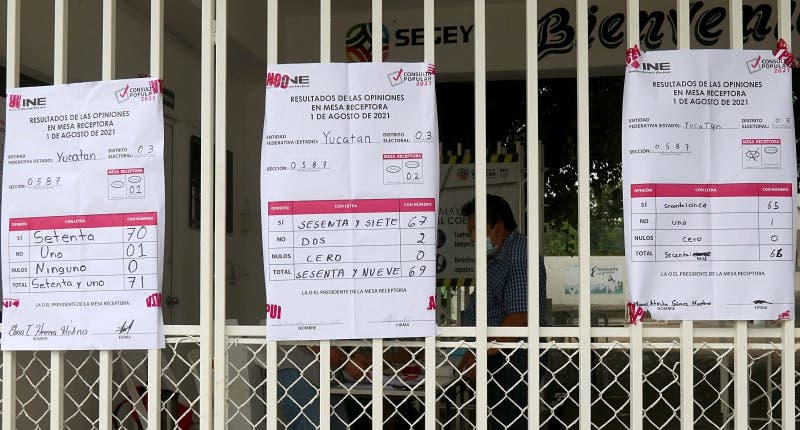 SEGEY
Bienven
INE
CONSULTA
POPULAR
2021
RESULTADOS DE LAS OPINIONES
EN MESA RECEPTORA
1 DE AGOSTO DE 2021
ENTIDAD
FEDERATIVA (ESTADO): Yucatán
DISTRITO
ELECTORAL: 03
SECCIÓN: 0587
MESA RECEPTORA
01
OPINIÓN CON LETRA CON NÚMERO
SÍ Setenta 70
NO Uno 01
NULOS Ninguno 0
TOTAL Setenta y uno 71
LA O EL PRESIDENTE DE LA MESA RECEPTORA
NOMBRE FIRMA
INE
CONSULTA
POPULAR
2021
RESULTADOS DE LAS OPINIONES
EN MESA RECEPTORA
1 DE AGOSTO DE 2021
ENTIDAD
FEDERATIVA (ESTADO): Yucatán
DISTRITO
ELECTORAL: 03
SECCIÓN: 0587
MESA RECEPTORA
02
OPINIÓN CON LETRA CON NÚMERO
SÍ SESENTA Y SIETE 67
NO DOS 2
NULOS CERO 0
TOTAL SESENTA Y NUEVE 69
LA O EL PRESIDENTE DE LA MESA RECEPTORA
NOMBRE FIRMA
INE
CONSULTA
POPULAR
2021
RESULTADOS DE LAS OPINIONES
EN MESA RECEPTORA
1 DE AGOSTO DE 2021
ENTIDAD
FEDERATIVA (ESTADO): Yucatan
DISTRITO
ELECTORAL: 03
SECCIÓN: 0587
MESA RECEPTORA
OPINIÓN CON LETRA CON NÚMERO
SÍ 65
NO Uno 1
NULOS Cero 0
TOTAL 66
LA O EL PRESIDENTE DE LA MESA RECEPTORA
NOMBRE FIRMA